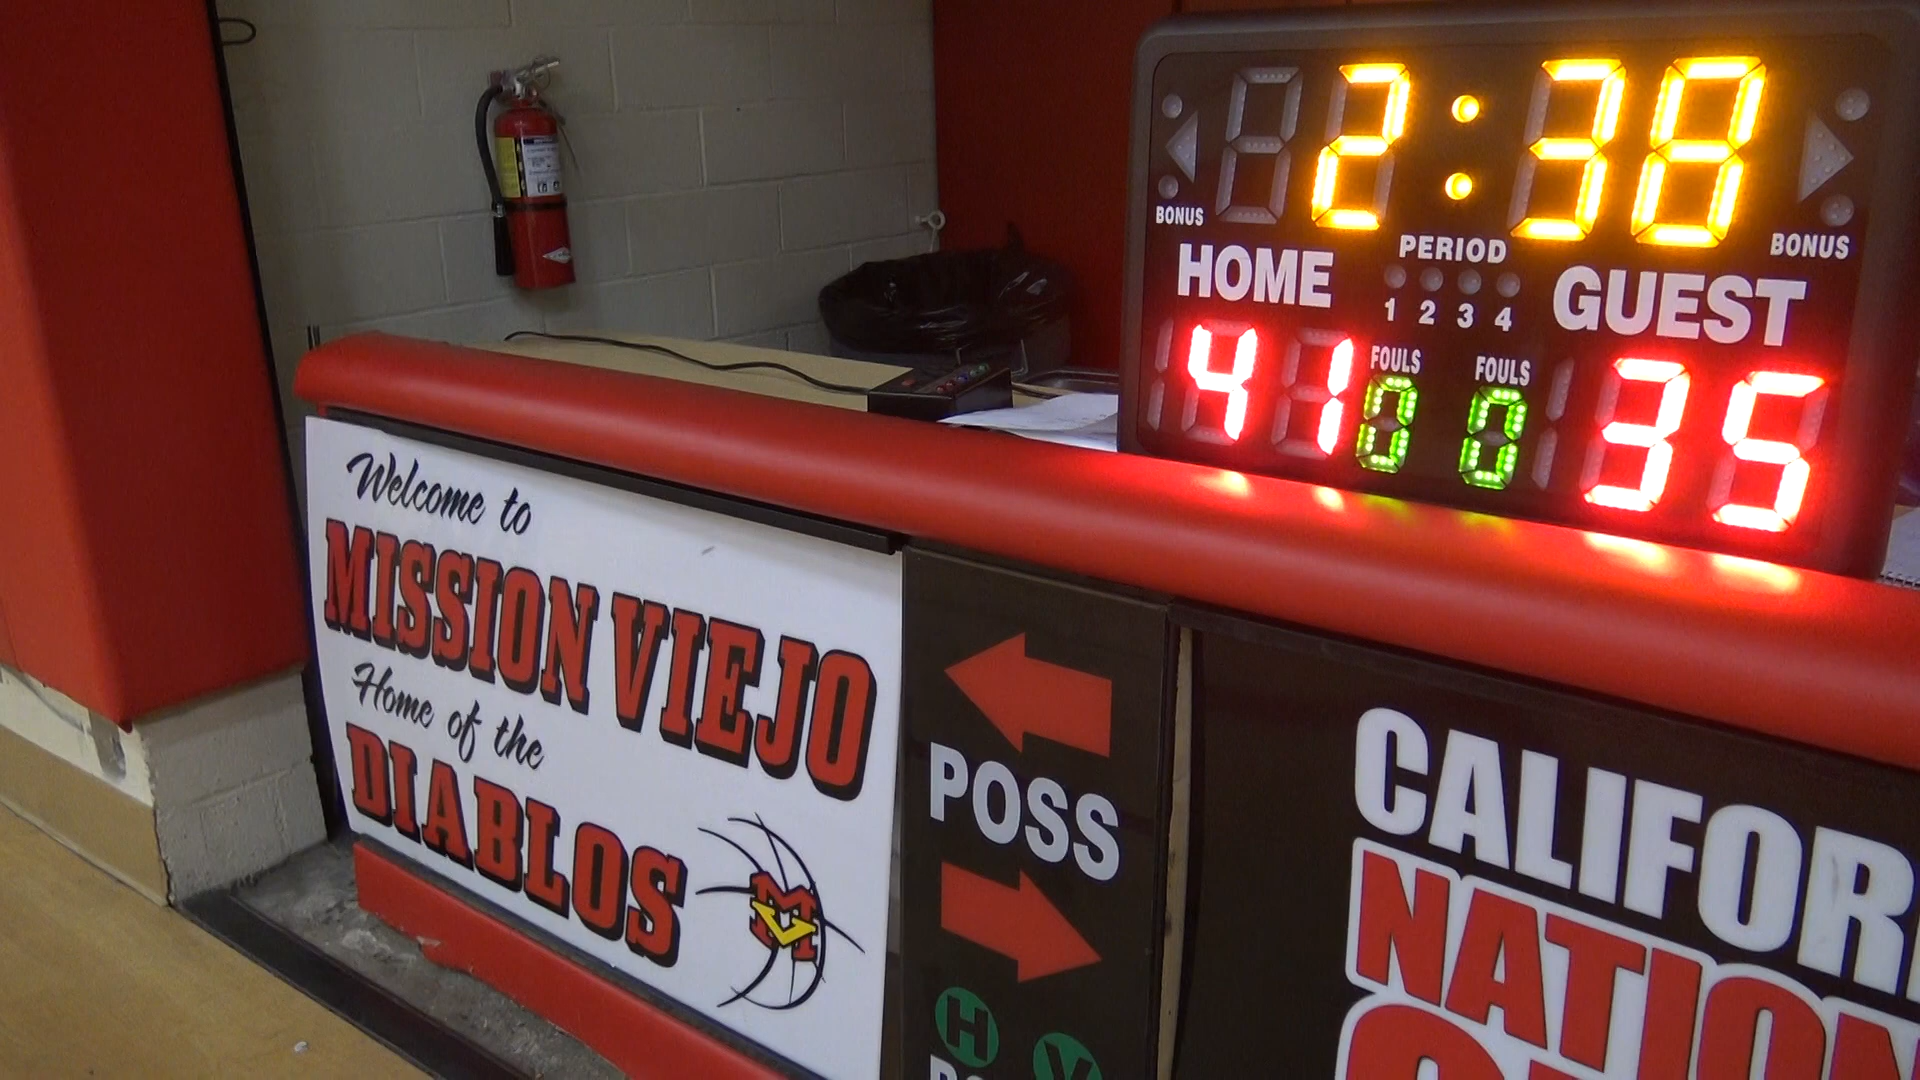 2:38
BONUS
PERIOD
BONUS
HOME
1 2 3 4
GUEST
41
FOULS
0
FOULS
0
35
Welcome to
MISSION VIEJO
Home of the
DIABLOS
MV
POSS
H
V
CALIFOR
NATION